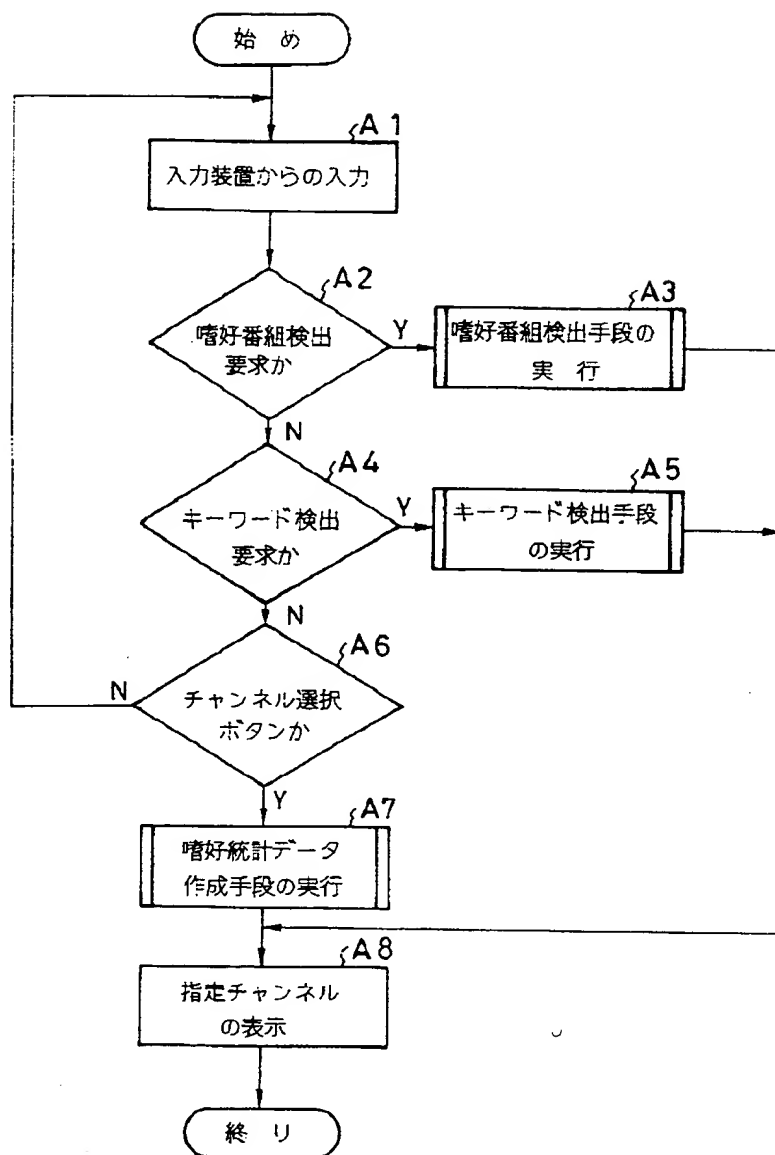 始め
A1
入力装置からの入力
A2
嗜好番組検出
要求か
Y
A3
嗜好番組検出手段の
実行
N
A4
キーワード検出
要求か
Y
A5
キーワード検出手段
の実行
N
A6
チャンネル選択
ボタンか
N
Y
A7
嗜好統計データ
作成手段の実行
A8
指定チャンネル
の表示
終り